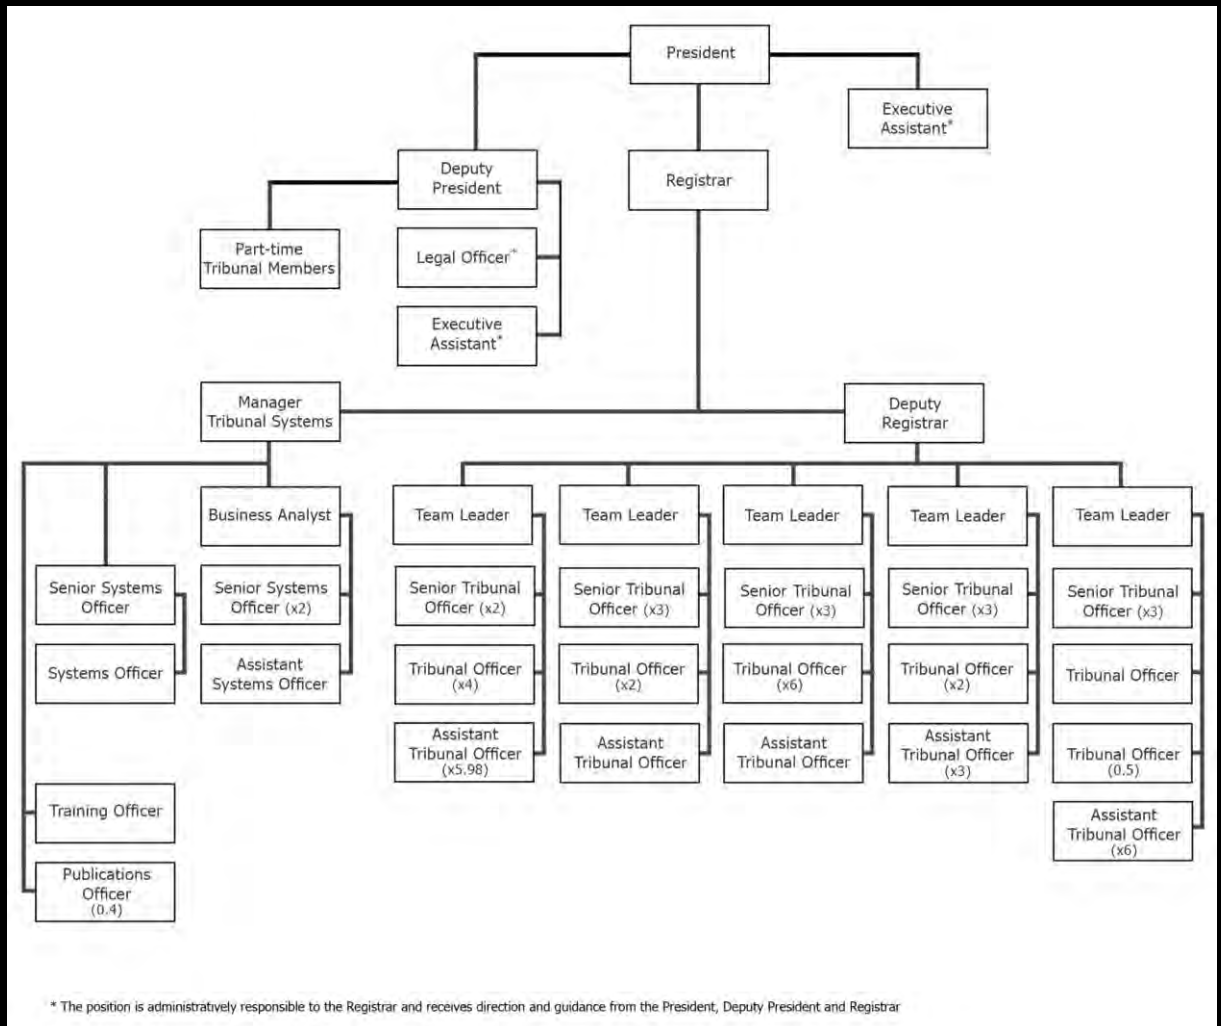 President
Executive
Assistant*
Deputy
President
Registrar
Part-time
Tribunal Members
Legal Officer*
Executive
Assistant*
Manager
Tribunal Systems
Deputy
Registrar
Business Analyst
Team Leader
Team Leader
Team Leader
Team Leader
Team Leader
Senior Systems
Officer
Senior Systems
Officer (x2)
Senior Tribunal
Officer (x2)
Senior Tribunal
Officer (x3)
Senior Tribunal
Officer (x3)
Senior Tribunal
Officer (x3)
Senior Tribunal
Officer (x3)
Systems Officer
Assistant
Systems Officer
Tribunal Officer
(x4)
Tribunal Officer
(x2)
Tribunal Officer
(x6)
Tribunal Officer
(x2)
Tribunal Officer
Assistant
Tribunal Officer
(x5.98)
Assistant
Tribunal Officer
Assistant
Tribunal Officer
Assistant
Tribunal Officer
(x3)
Tribunal Officer
(0.5)
Training Officer
Assistant
Tribunal Officer
(x6)
Publications
Officer
(0.4)
* The position is administratively responsible to the Registrar and receives direction and guidance from the President, Deputy President and Registrar